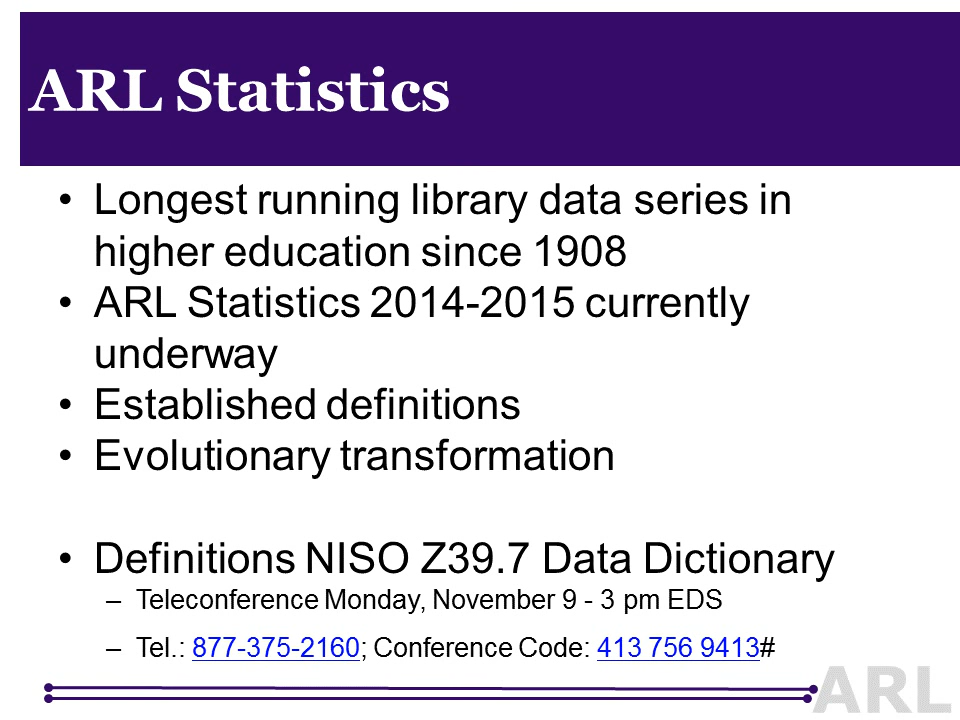 ARL Statistics
• Longest running library data series in
higher education since 1908
• ARL Statistics 2014-2015 currently
underway
• Established definitions
• Evolutionary transformation
• Definitions NISO Z39.7 Data Dictionary
– Teleconference Monday, November 9 - 3 pm EDS
– Tel.: 877-375-2160; Conference Code: 413 756 9413#
ARL